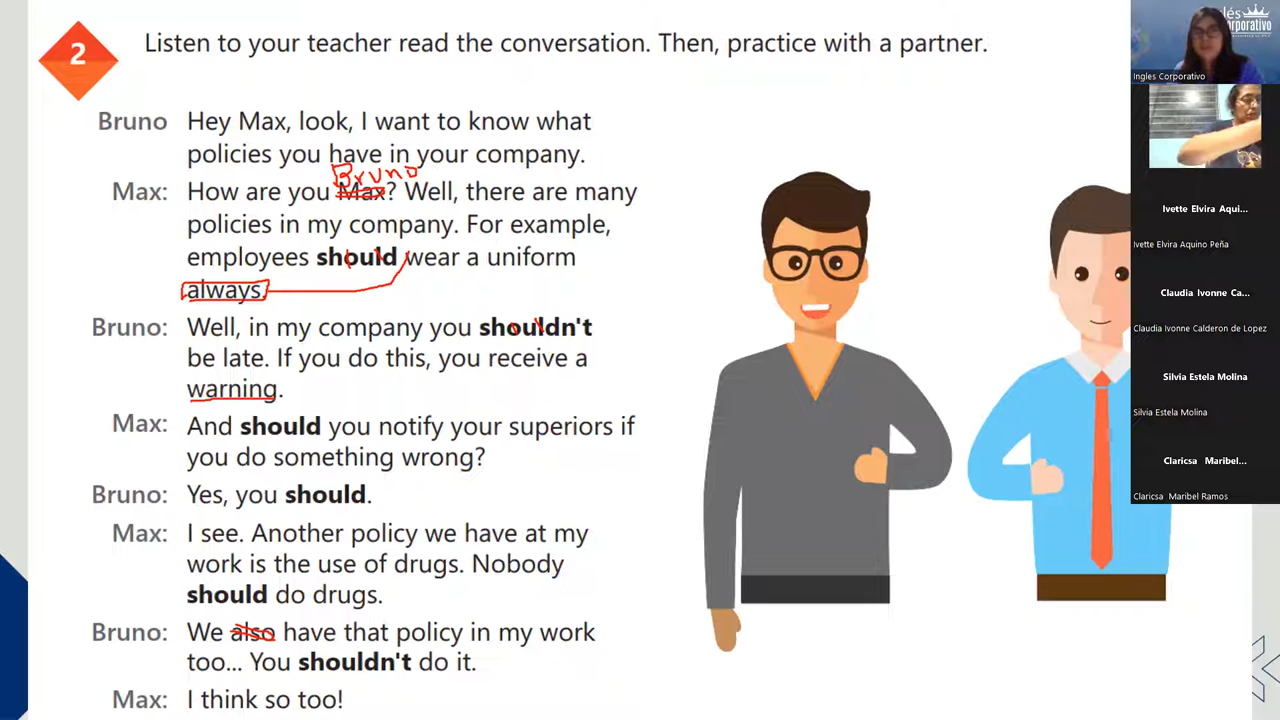 2
Listen to your teacher read the conversation. Then, practice with a partner.
Bruno Hey Max, look, I want to know what
policies you have in your company.
Bruno
Max: How are you Max? Well, there are many
policies in my company. For example,
employees should wear a uniform
always.
Bruno: Well, in my company you shouldn't
be late. If you do this, you receive a
warning.
Max: And should you notify your superiors if
you do something wrong?
Bruno: Yes, you should.
Max: I see. Another policy we have at my
work is the use of drugs. Nobody
should do drugs.
Bruno: We also have that policy in my work
too... You shouldn't do it.
Max: I think so too!
Ingles Corporativo
Ivette Elvira Aqui...
Ivette Elvira Aquino Peña
Claudia Ivonne Ca...
Claudia Ivonne Calderon de Lopez
Silvia Estela Molina
Silvia Estela Molina
Claricsa Maribel...
Claricsa Maribel Ramos